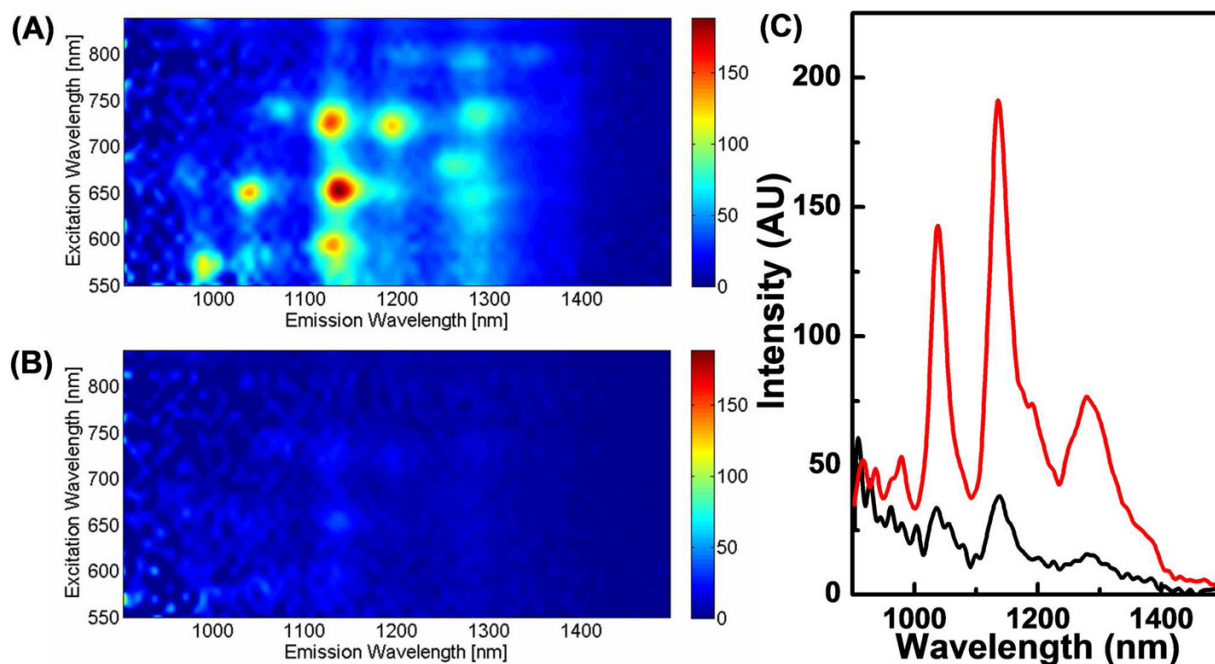 (A)
Excitation Wavelength [nm]
800
750
700
650
600
550
1000 1100 1200 1300 1400
Emission Wavelength [nm]
150
100
50
0
(B)
Excitation Wavelength [nm]
800
750
700
650
600
550
1000 1100 1200 1300 1400
Emission Wavelength [nm]
150
100
50
0
(C)
Intensity (AU)
200
150
100
50
0
1000 1200 1400
Wavelength (nm)